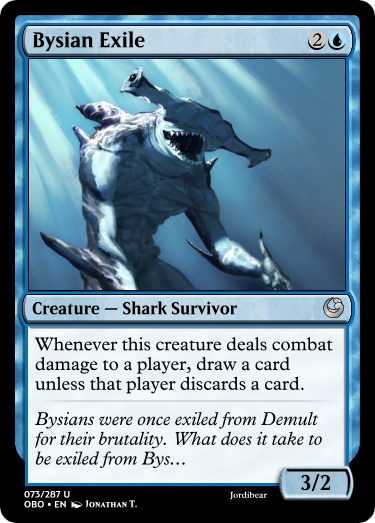 Bysian Exile 2
Creature — Shark Survivor
Whenever this creature deals combat
damage to a player, draw a card
unless that player discards a card.
Bysians were once exiled from Demult
for their brutality. What does it take to
be exiled from Bys…
3/2
073/287 U
OBO • EN JONATHAN T.
Jordibear